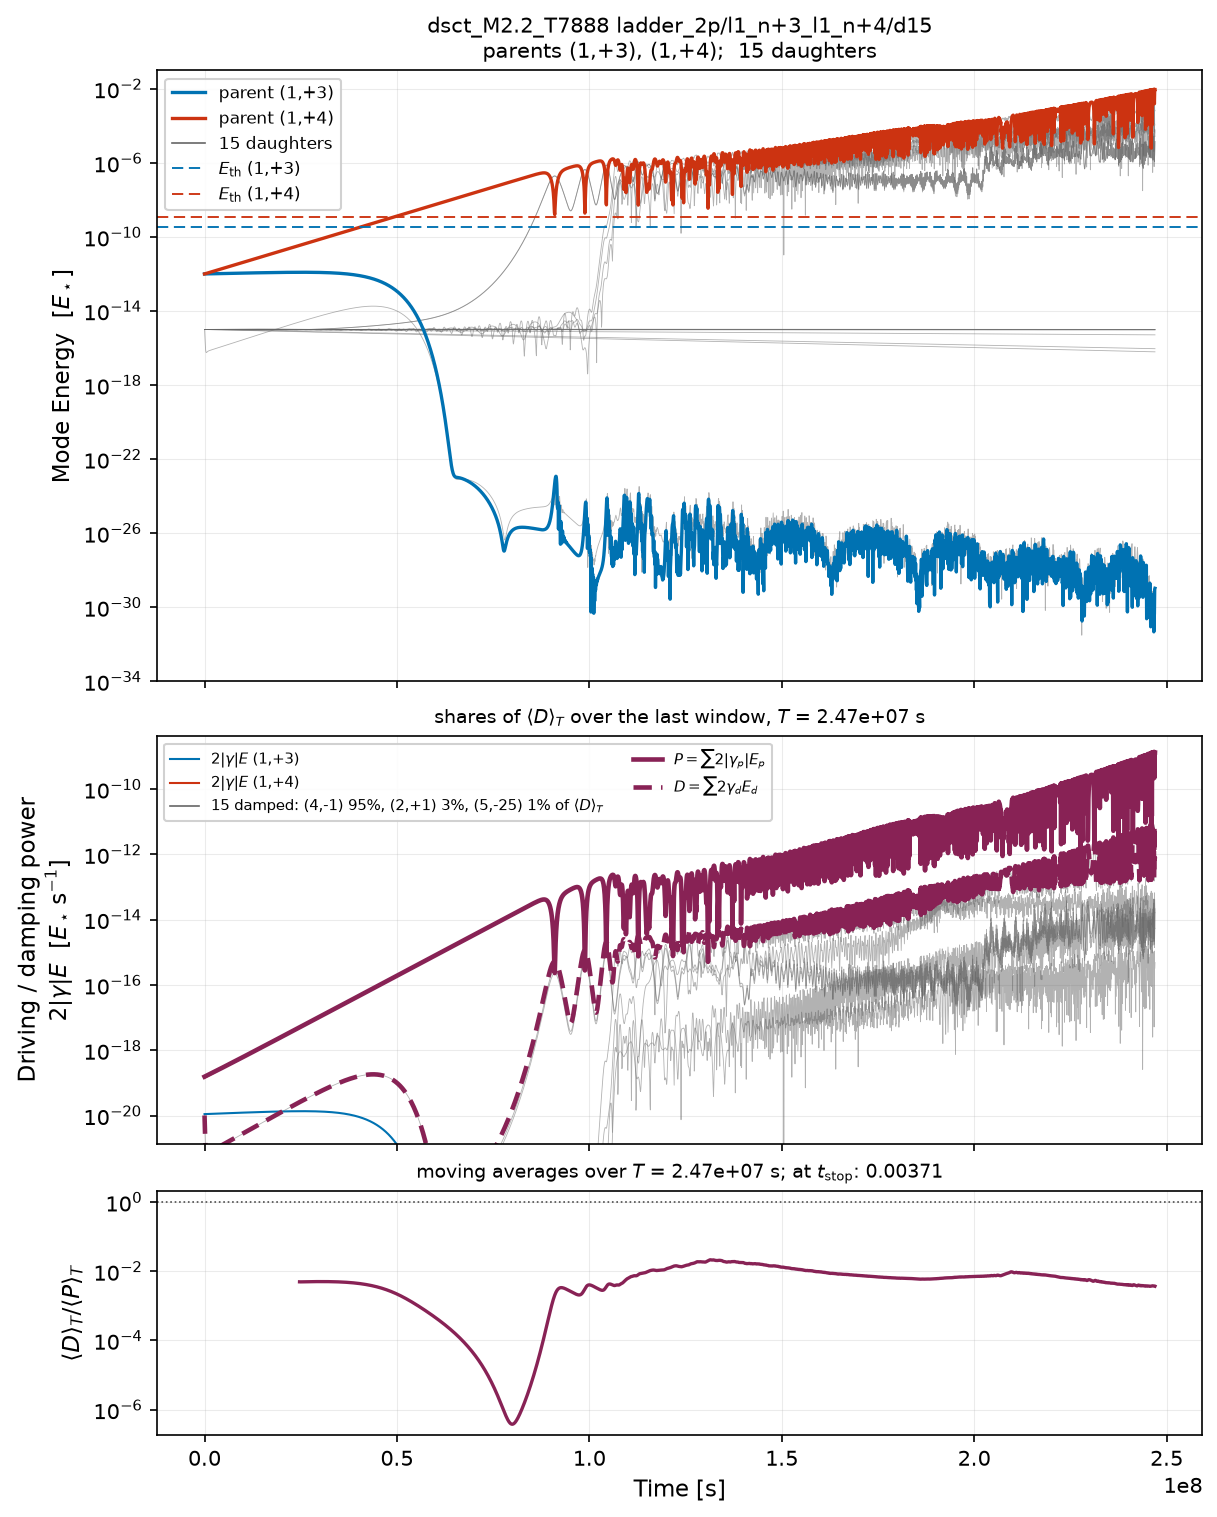 dsct_M2.2_T7888 ladder_2p/l1_n+3_l1_n+4/d15
parents (1,+3), (1,+4);  15 daughters
parent (1,+3)
parent (1,+4)
15 daughters
E_th (1,+3)
E_th (1,+4)
Mode Energy [E⋆]
10⁻²
10⁻⁶
10⁻¹⁰
10⁻¹⁴
10⁻¹⁸
10⁻²²
10⁻²⁶
10⁻³⁰
10⁻³⁴
shares of ⟨D⟩_T over the last window, T = 2.47e+07 s
2|γ|E (1,+3)
2|γ|E (1,+4)
15 damped: (4,-1) 95%, (2,+1) 3%, (5,-25) 1% of ⟨D⟩_T
P = ∑2|γ_p|E_p
D = ∑2γ_dE_d
Driving / damping power
2|γ|E [E⋆ s⁻¹]
10⁻¹⁰
10⁻¹²
10⁻¹⁴
10⁻¹⁶
10⁻¹⁸
10⁻²⁰
moving averages over T = 2.47e+07 s; at t_stop: 0.00371
⟨D⟩_T/⟨P⟩_T
10⁰
10⁻²
10⁻⁴
10⁻⁶
0.0 0.5 1.0 1.5 2.0 2.5
Time [s]
1e8